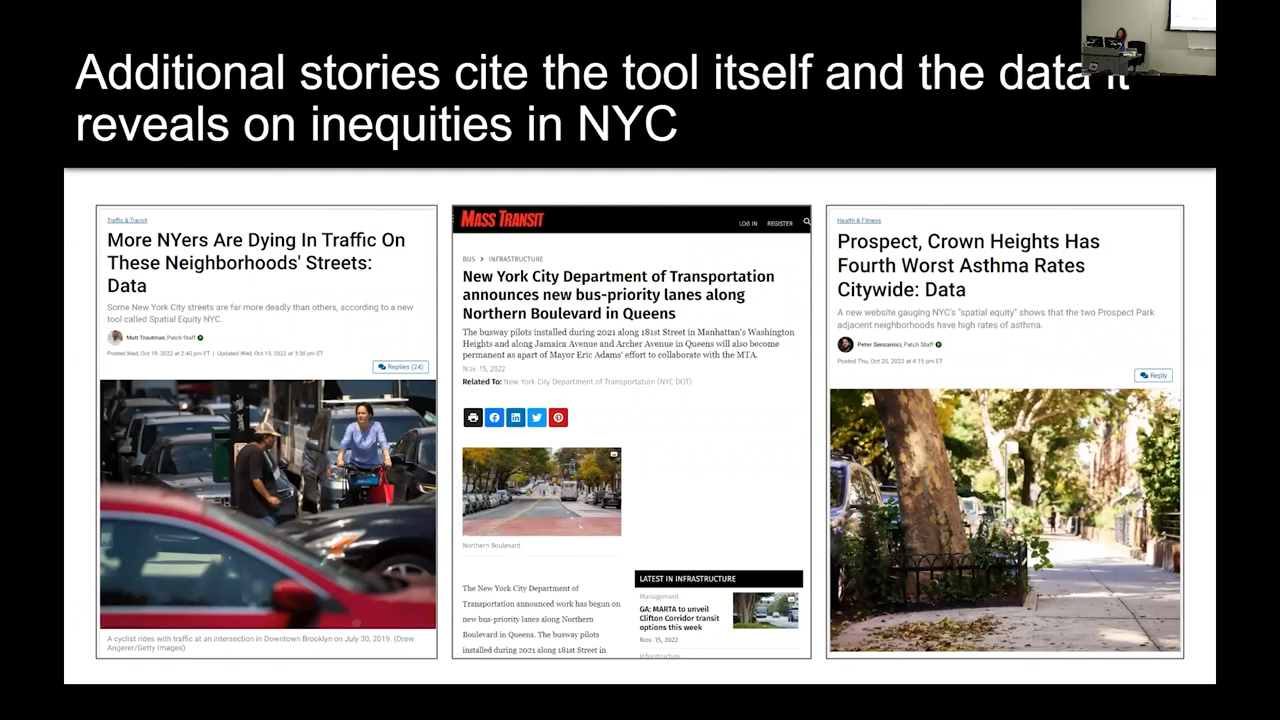 Additional stories cite the tool itself and the data it
reveals on inequities in NYC
Traffic & Transit
More NYers Are Dying In Traffic On
These Neighborhoods' Streets:
Data
Some New York City streets are far more deadly than others, according to a new
tool called Spatial Equity NYC.
Matt Troutman, Patch Staff
Posted Wed, Oct 19, 2022 at 2:40 pm ET | Updated Wed, Oct 19, 2022 at 3:38 pm ET
Replies (24)
A cyclist rides with traffic at an intersection in Downtown Brooklyn on July 30, 2019. (Drew
Angerer/Getty Images)
MASS TRANSIT
LOG IN REGISTER
BUS > INFRASTRUCTURE
New York City Department of Transportation
announces new bus-priority lanes along
Northern Boulevard in Queens
The busway pilots installed during 2021 along 181st Street in Manhattan's Washington
Heights and along Jamaica Avenue and Archer Avenue in Queens will also become
permanent as apart of Mayor Eric Adams' effort to collaborate with the MTA.
Nov. 15, 2022
Related To: New York City Department of Transportation (NYC DOT)
Northern Boulevard
The New York City Department of
Transportation announced work has begun on
new bus-priority lanes along Northern
Boulevard in Queens. The busway pilots
installed during 2021 along 181st Street in
LATEST IN INFRASTRUCTURE
Management
GA: MARTA to unveil
Clifton Corridor transit
options this week
Nov. 15, 2022
Infrastructure
Health & Fitness
Prospect, Crown Heights Has
Fourth Worst Asthma Rates
Citywide: Data
A new website gauging NYC's "spatial equity" shows that the two Prospect Park
adjacent neighborhoods have high rates of asthma.
Peter Senzamici, Patch Staff
Posted Thu, Oct 20, 2022 at 4:15 pm ET
Reply